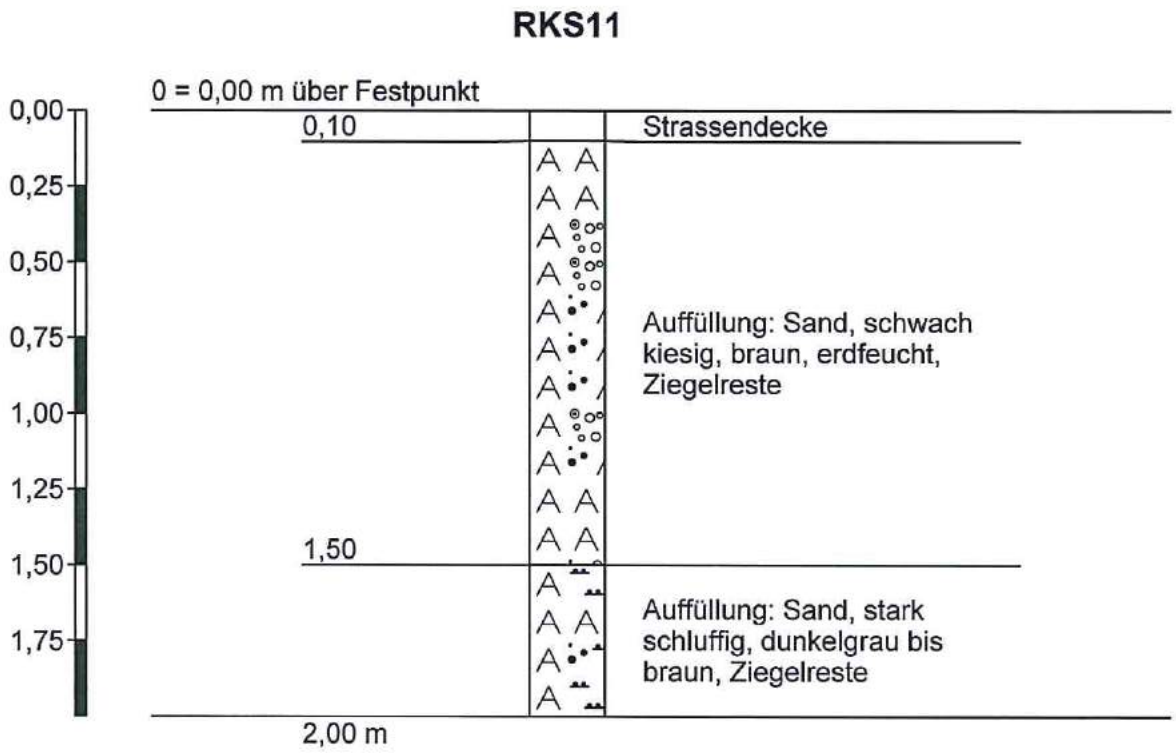 RKS11
0 = 0,00 m über Festpunkt
0,00
0,10
Strassendecke
0,25
0,50
0,75
1,00
1,25
1,50
1,75
Auffüllung: Sand, schwach
kiesig, braun, erdfeucht,
Ziegelreste
1,50
Auffüllung: Sand, stark
schluffig, dunkelgrau bis
braun, Ziegelreste
2,00 m